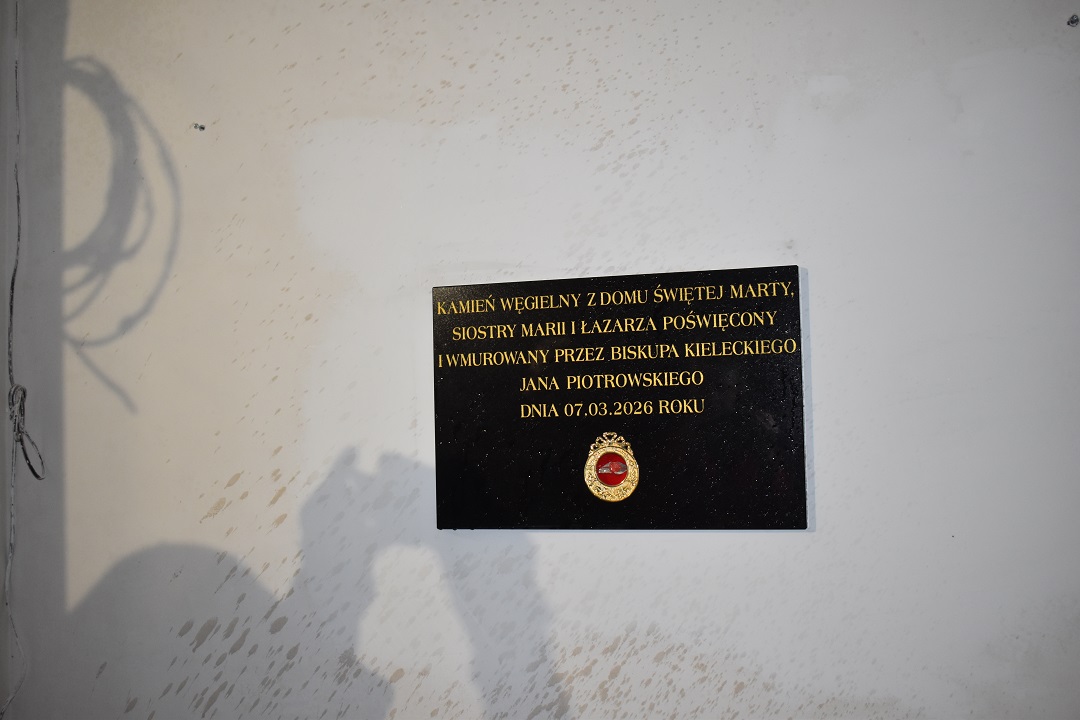 KAMIEŃ WĘGIELNY Z DOMU ŚWIĘTEJ MARTY,
SIOSTRY MARII I ŁAZARZA POŚWIĘCONY
I WMUROWANY PRZEZ BISKUPA KIELECKIEGO
JANA PIOTROWSKIEGO
DNIA 07.03.2026 ROKU